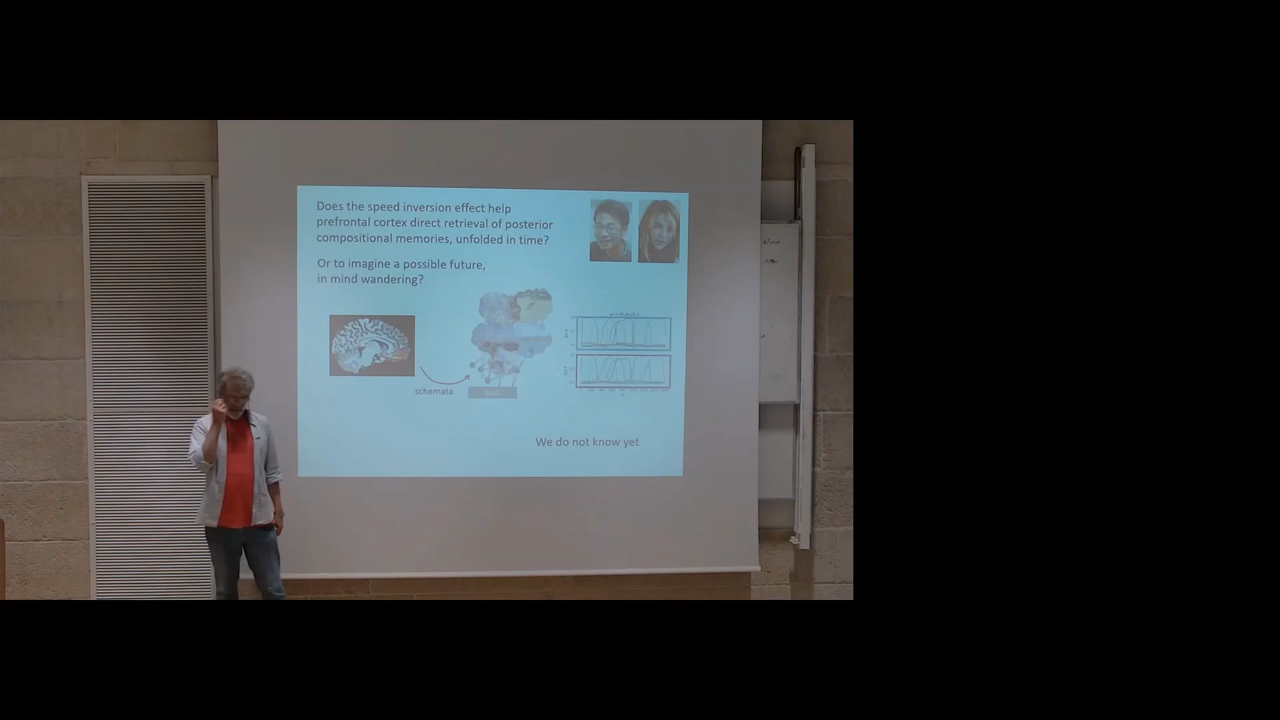 Does the speed inversion effect help
prefrontal cortex direct retrieval of posterior
compositional memories, unfolded in time?
Or to imagine a possible future,
in mind wandering?
schemata
We do not know yet